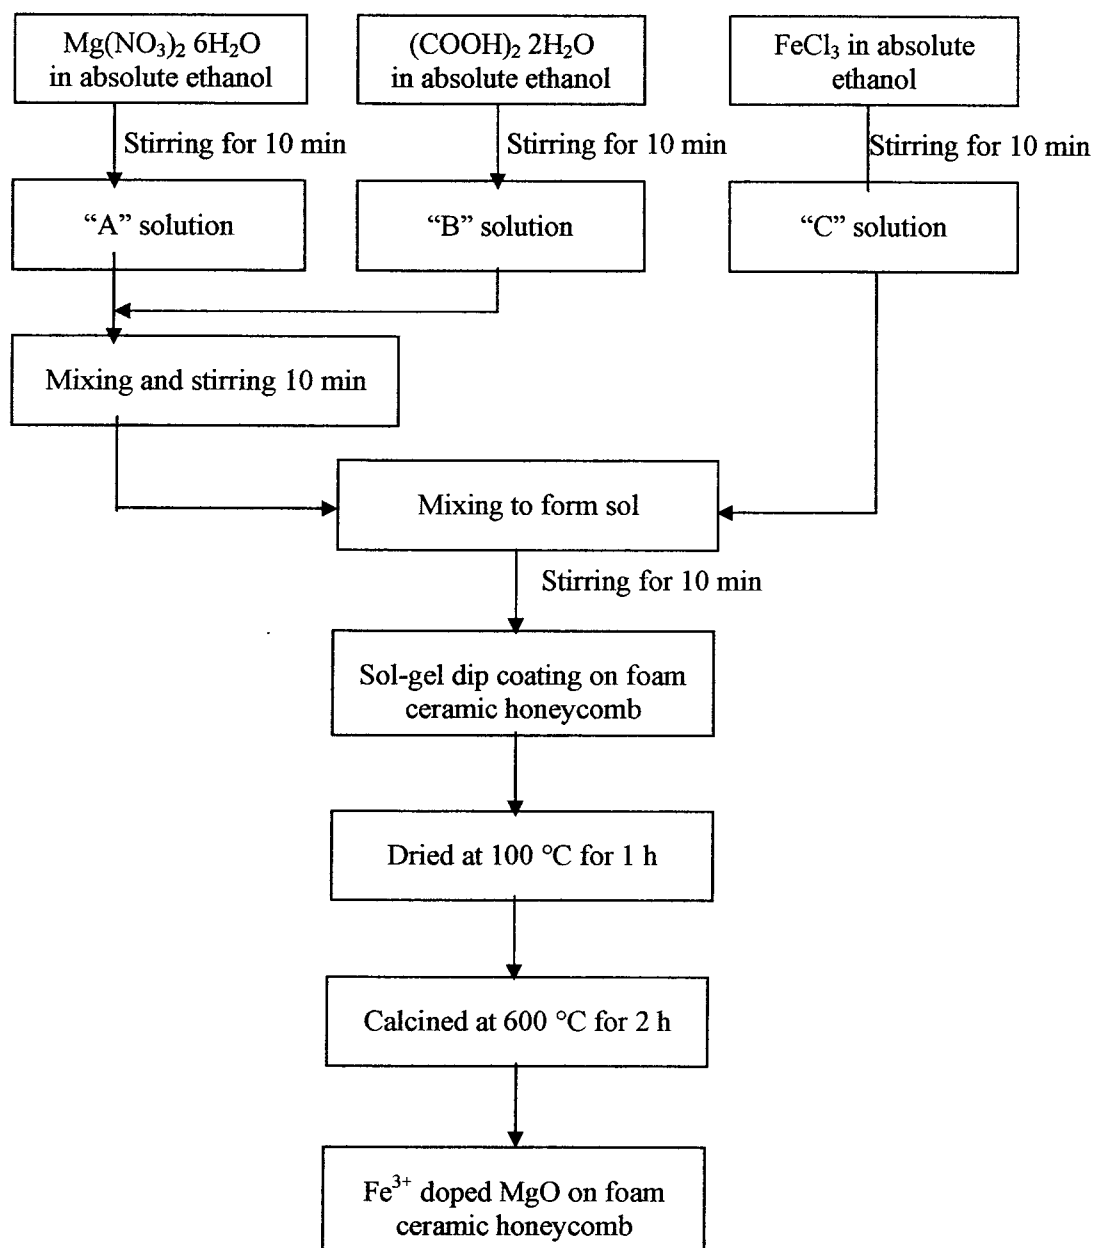 Mg(NO₃)₂ 6H₂O
in absolute ethanol
(COOH)₂ 2H₂O
in absolute ethanol
FeCl₃ in absolute
ethanol
Stirring for 10 min
Stirring for 10 min
Stirring for 10 min
“A” solution
“B” solution
“C” solution
Mixing and stirring 10 min
Mixing to form sol
Stirring for 10 min
Sol-gel dip coating on foam
ceramic honeycomb
Dried at 100 °C for 1 h
Calcined at 600 °C for 2 h
Fe³⁺ doped MgO on foam
ceramic honeycomb